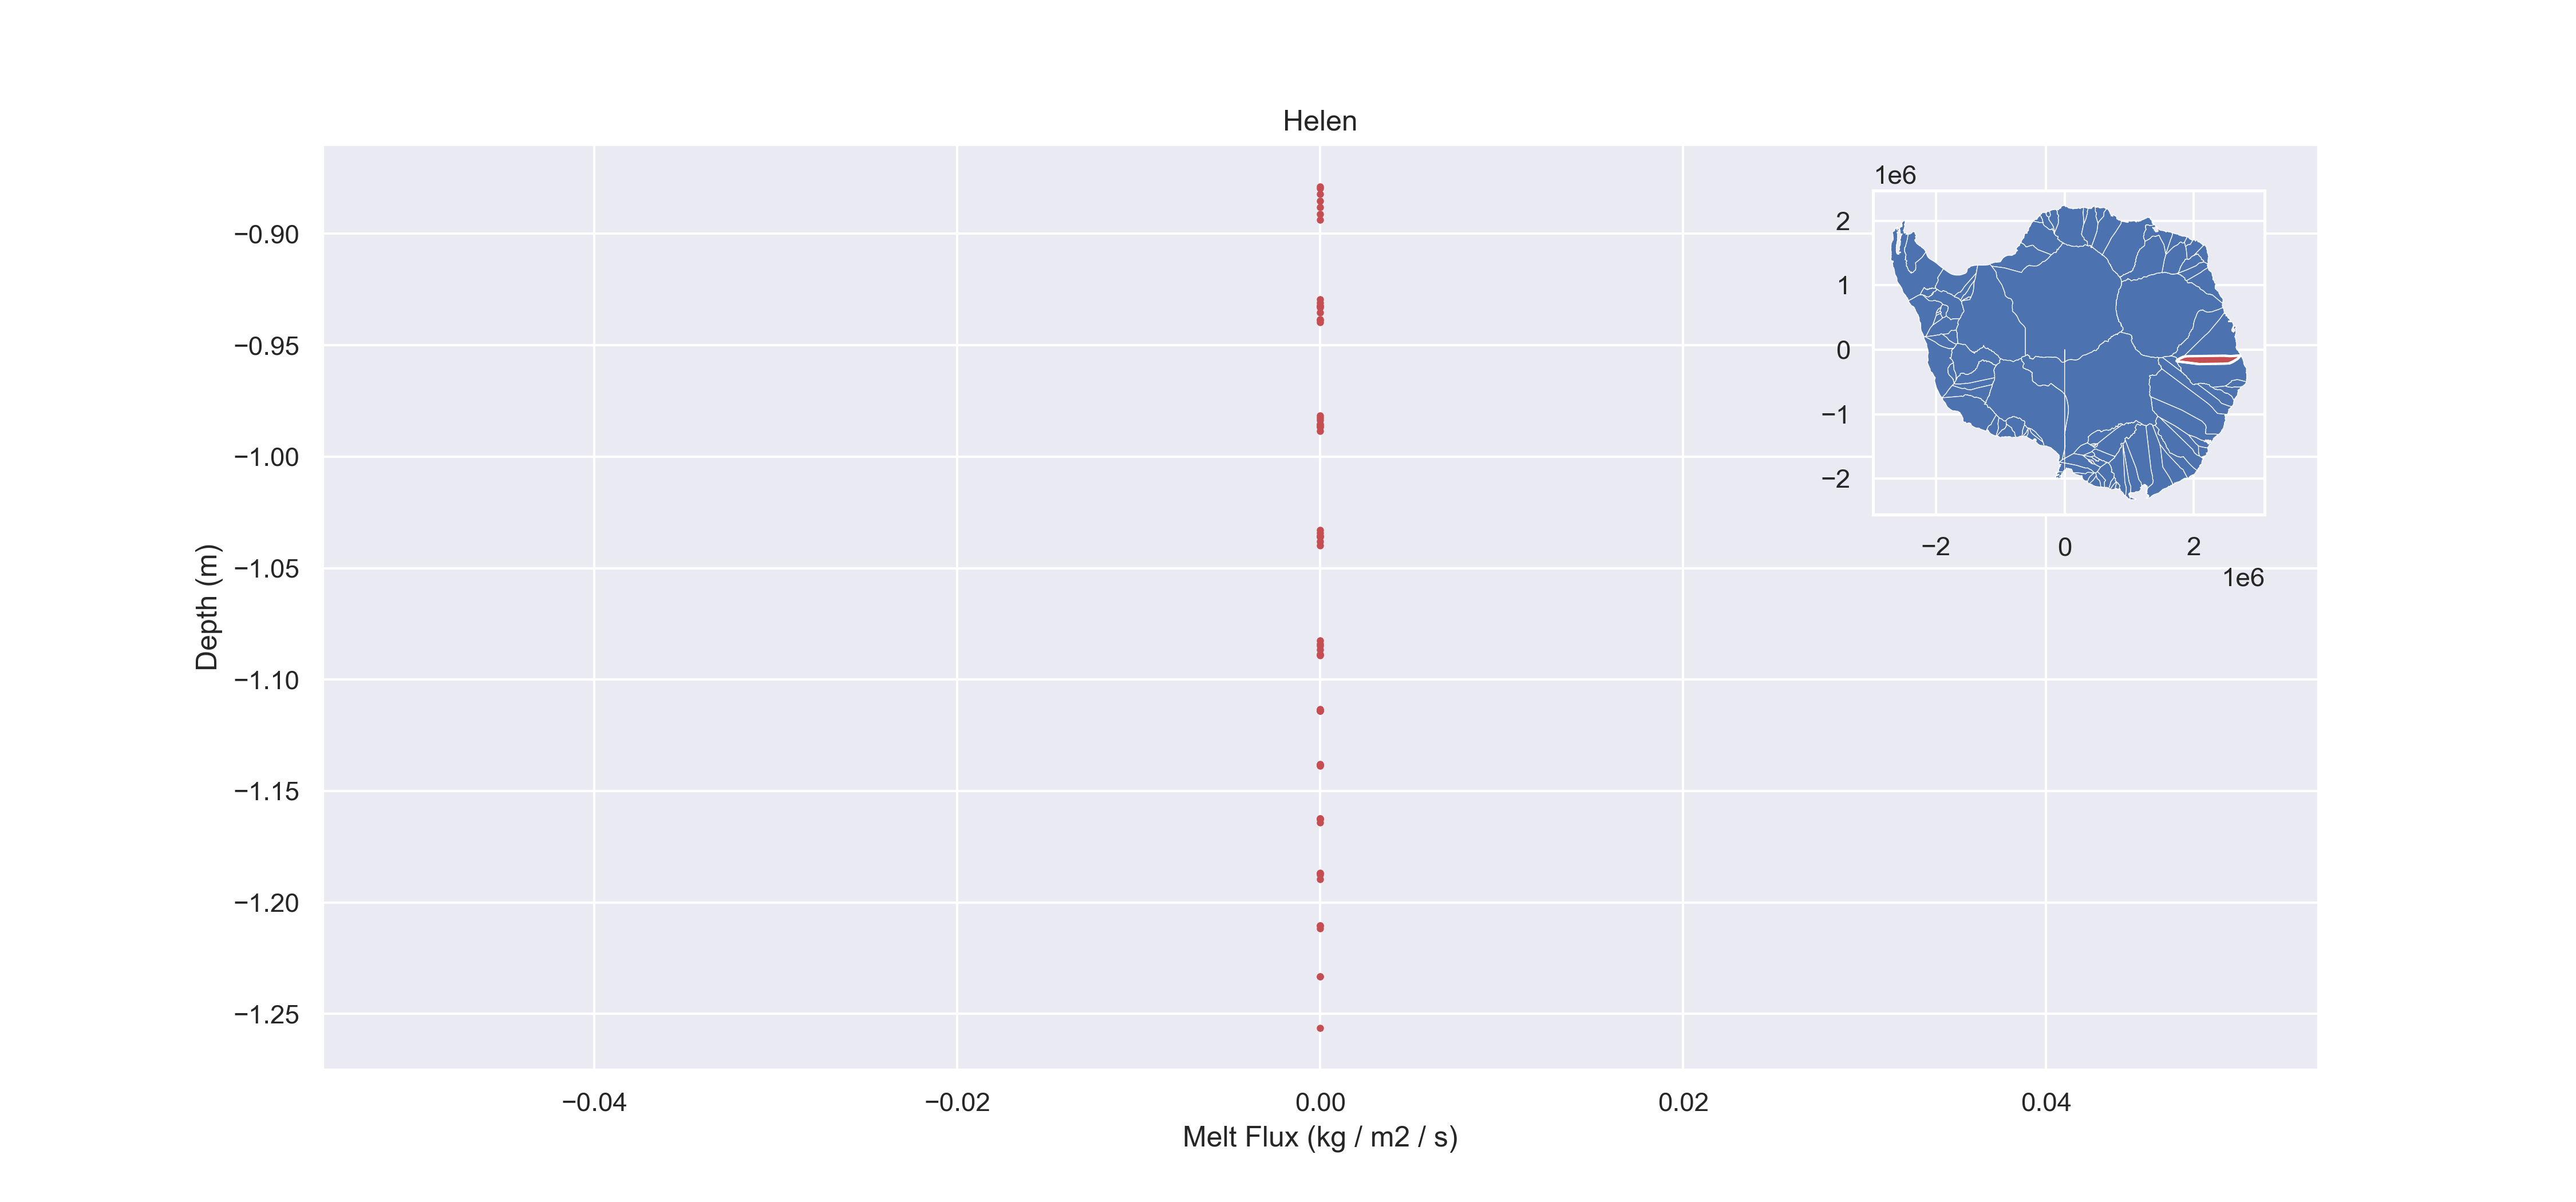 Helen
1e6
2
1
0
−1
−2
−2 0 2
1e6
−0.90
−0.95
−1.00
−1.05
−1.10
−1.15
−1.20
−1.25
Depth (m)
−0.04 −0.02 0.00 0.02 0.04
Melt Flux (kg / m2 / s)